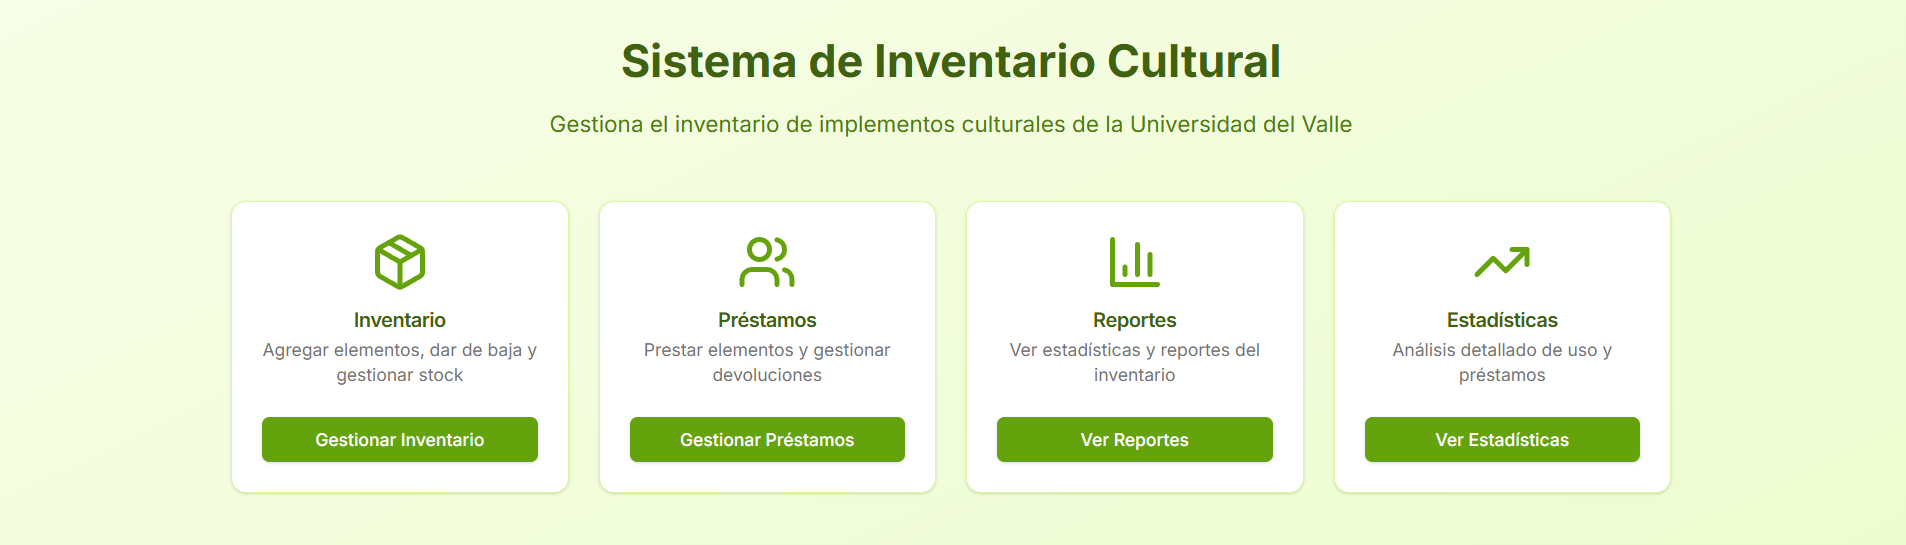 Sistema de Inventario Cultural
Gestiona el inventario de implementos culturales de la Universidad del Valle
Inventario
Agregar elementos, dar de baja y
gestionar stock
Gestionar Inventario
Préstamos
Prestar elementos y gestionar
devoluciones
Gestionar Préstamos
Reportes
Ver estadísticas y reportes del
inventario
Ver Reportes
Estadísticas
Análisis detallado de uso y
préstamos
Ver Estadísticas